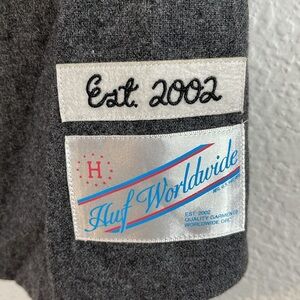 Est. 2002
H
Huf Worldwide
EST. 2002
QUALITY GARMENTS
WORLDWIDE